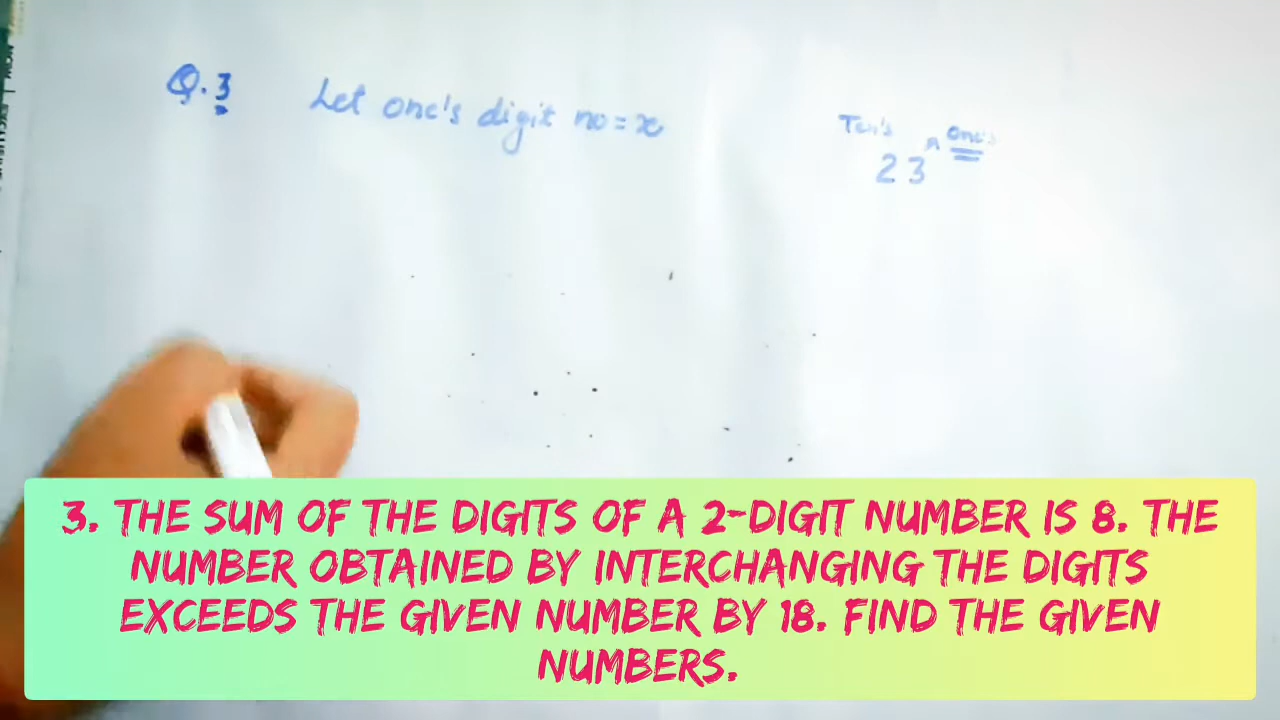 Q.3 Let one's digit no = x
Ten's One's
23
3. THE SUM OF THE DIGITS OF A 2-DIGIT NUMBER IS 8. THE
NUMBER OBTAINED BY INTERCHANGING THE DIGITS
EXCEEDS THE GIVEN NUMBER BY 18. FIND THE GIVEN
NUMBERS.